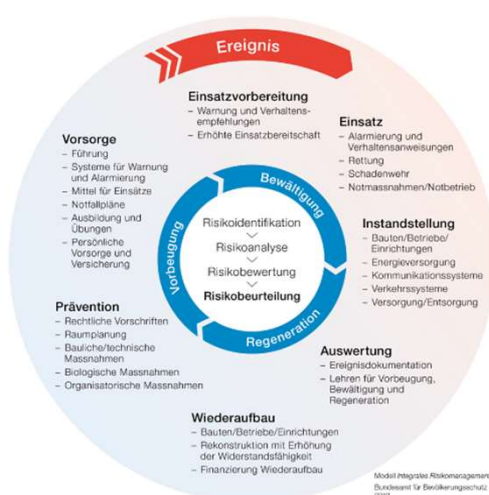 Ereignis
Einsatzvorbereitung
– Warnung und Verhaltens-
empfehlungen
– Erhöhte Einsatzbereitschaft
Einsatz
– Alarmierung und
Verhaltensanweisungen
– Rettung
– Schadenwehr
– Notmassnahmen/Notbetrieb
Vorsorge
– Führung
– Systeme für Warnung
und Alarmierung
– Mittel für Einsätze
– Notfallpläne
– Ausbildung und
Übungen
– Persönliche
Vorsorge und
Versicherung
Bewältigung
Vorbeugung
Regeneration
Risikoidentifikation
Risikoanalyse
Risikobewertung
Risikobeurteilung
Instandstellung
– Bauten/Betriebe/
Einrichtungen
– Energieversorgung
– Kommunikationssysteme
– Verkehrssysteme
– Versorgung/Entsorgung
Prävention
– Rechtliche Vorschriften
– Raumplanung
– Bauliche/technische
Massnahmen
– Biologische Massnahmen
– Organisatorische Massnahmen
Auswertung
– Ereignisdokumentation
– Lehren für Vorbeugung,
Bewältigung und
Regeneration
Wiederaufbau
– Bauten/Betriebe/Einrichtungen
– Rekonstruktion mit Erhöhung
der Widerstandsfähigkeit
– Finanzierung Wiederaufbau
Modell Integrales Risikomanagement
Bundesamt für Bevölkerungsschutz